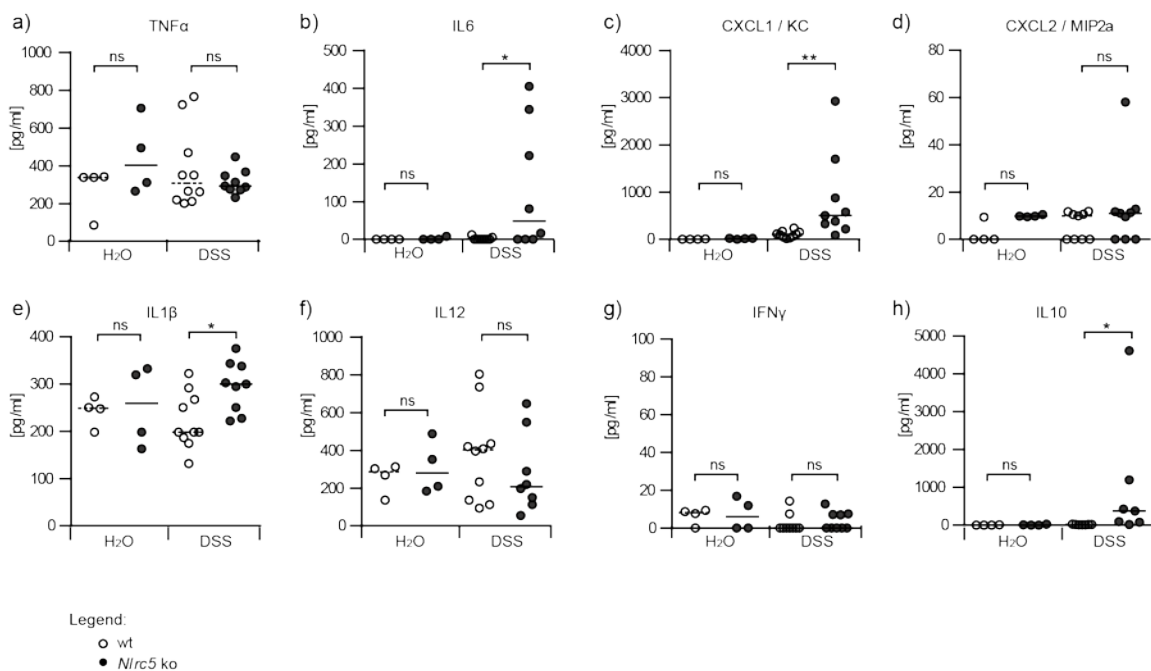 a) TNFα
[pg/ml]
1000
800
600
400
200
0
ns
ns
H2O
DSS
b) IL6
[pg/ml]
500
400
300
200
100
0
ns
*
H2O
DSS
c) CXCL1 / KC
[pg/ml]
4000
3000
2000
1000
0
ns
**
H2O
DSS
d) CXCL2 / MIP2a
[pg/ml]
80
60
40
20
0
ns
ns
H2O
DSS
e) IL1β
[pg/ml]
400
300
200
100
0
ns
*
H2O
DSS
f) IL12
[pg/ml]
1000
800
600
400
200
0
ns
ns
H2O
DSS
g) IFNγ
[pg/ml]
100
80
60
40
20
0
ns
ns
H2O
DSS
h) IL10
[pg/ml]
5000
4000
3000
2000
1000
0
ns
*
H2O
DSS
Legend:
wt
Nlrc5 ko